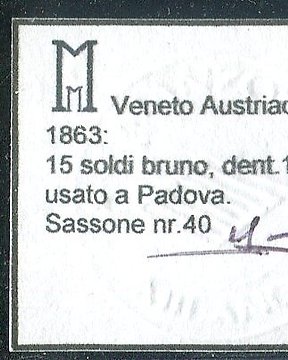 M
M
Veneto Austriac
1863:
15 soldi bruno, dent.1
usato a Padova.
Sassone nr.40